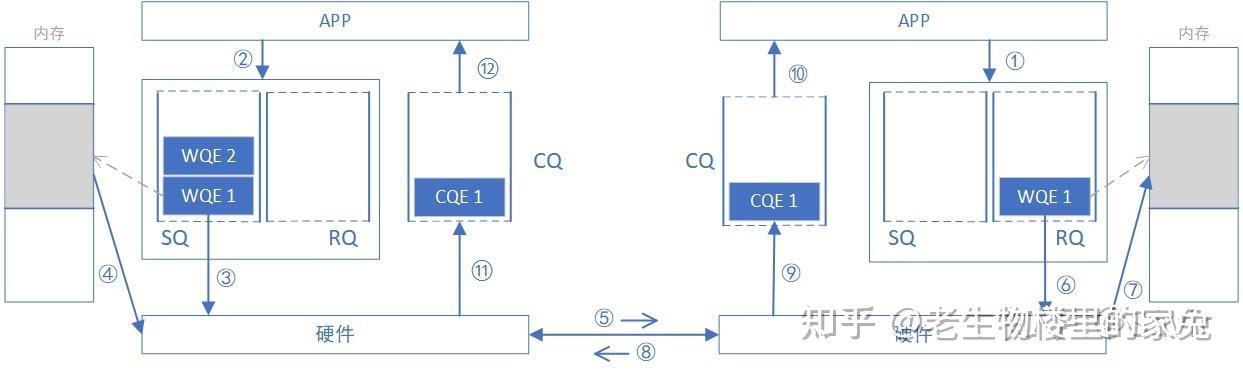 APP
APP
内存
②
⑫
⑩
①
内存
WQE 2
WQE 1
CQE 1
CQ
CQ
CQE 1
WQE 1
SQ
RQ
SQ
RQ
④
③
⑪
⑨
⑥
⑦
硬件
⑤
硬件
⑧
知乎 @老生物楼里的家兔